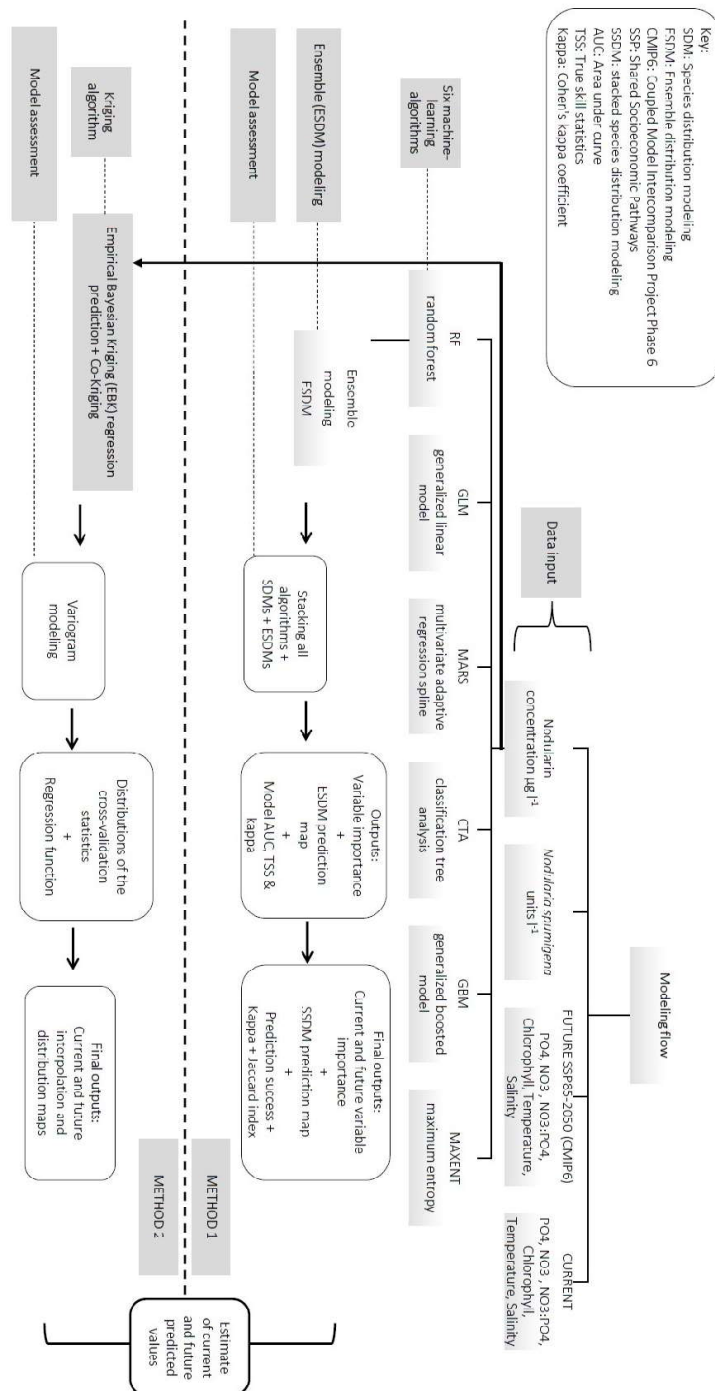 Key:
SDM: Species distribution modeling
ESDM: Ensemble distribution modeling
CMIP6: Coupled Model Intercomparison Project Phase 6
SSP: Shared Socioeconomic Pathways
SSDM: stacked species distribution modeling
AUC: Area under curve
TSS: True skill statistics
Kappa: Cohen's kappa coefficient
Modeling flow
Data input
Nodularin
concentration µg l⁻¹
Nodularia spumigena
units l⁻¹
FUTURE SSP85-2050 (CMIP6)
PO4, NO3, NO3:PO4,
Chlorophyll, Temperature,
Salinity
CURRENT
PO4, NO3, NO3:PO4,
Chlorophyll,
Temperature, Salinity
Six machine-
learning
algorithms
RF
random forest
GLM
generalized linear
model
MARS
multivariate adaptive
regression spline
CTA
classification tree
analysis
GBM
generalized boosted
model
MAXENT
maximum entropy
Ensemble (ESDM) modeling
Ensemble
modeling
ESDM
Model assessment
Stacking all
algorithms +
SDMs + ESDMs
Outputs:
Variable importance
+
ESDM prediction
map
+
Model AUC, TSS &
kappa
Final outputs:
Current and future variable
importance
+
SSDM prediction map
+
Prediction success +
Kappa + Jaccard index
METHOD 1
METHOD 2
Kriging
algorithm
Empirical Bayesian Kriging (EBK) regression
prediction + Co-Kriging
Model assessment
Variogram
modeling
Distributions of the
cross-validation
statistics
+
Regression function
Final outputs:
Current and future
interpolation and
distribution maps
Estimate
of current
and future
predicted
values